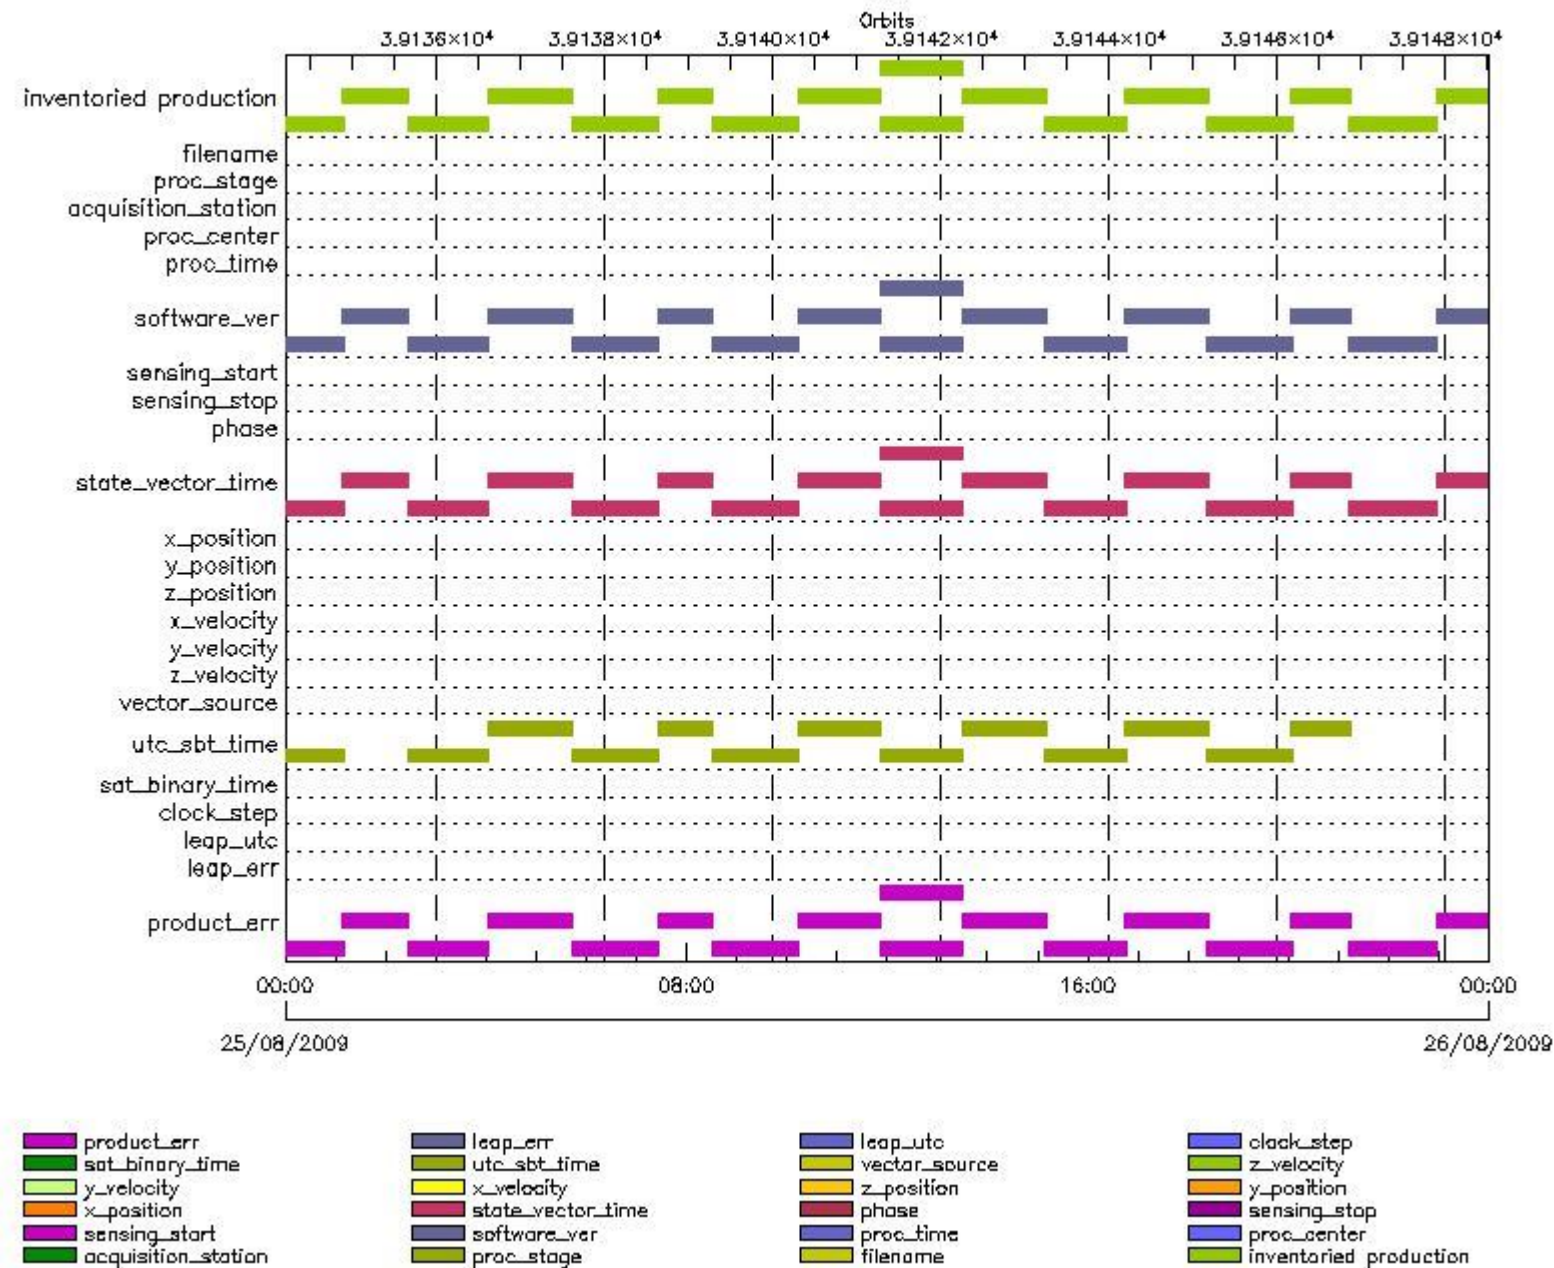 Orbits
3.9136×10⁴ 3.9138×10⁴ 3.9140×10⁴ 3.9142×10⁴ 3.9144×10⁴ 3.9146×10⁴ 3.9148×10⁴
inventoried production
filename
proc_stage
acquisition_station
proc_center
proc_time
software_ver
sensing_start
sensing_stop
phase
state_vector_time
x_position
y_position
z_position
x_velocity
y_velocity
z_velocity
vector_source
utc_sbt_time
sat_binary_time
clock_step
leap_utc
leap_err
product_err
00:00 08:00 16:00 00:00
25/08/2009 26/08/2009
product_err leap_err leap_utc clock_step
sat_binary_time utc_sbt_time vector_source z_velocity
y_velocity x_velocity z_position y_position
x_position state_vector_time phase sensing_stop
sensing_start software_ver proc_time proc_center
acquisition_station proc_stage filename inventoried production